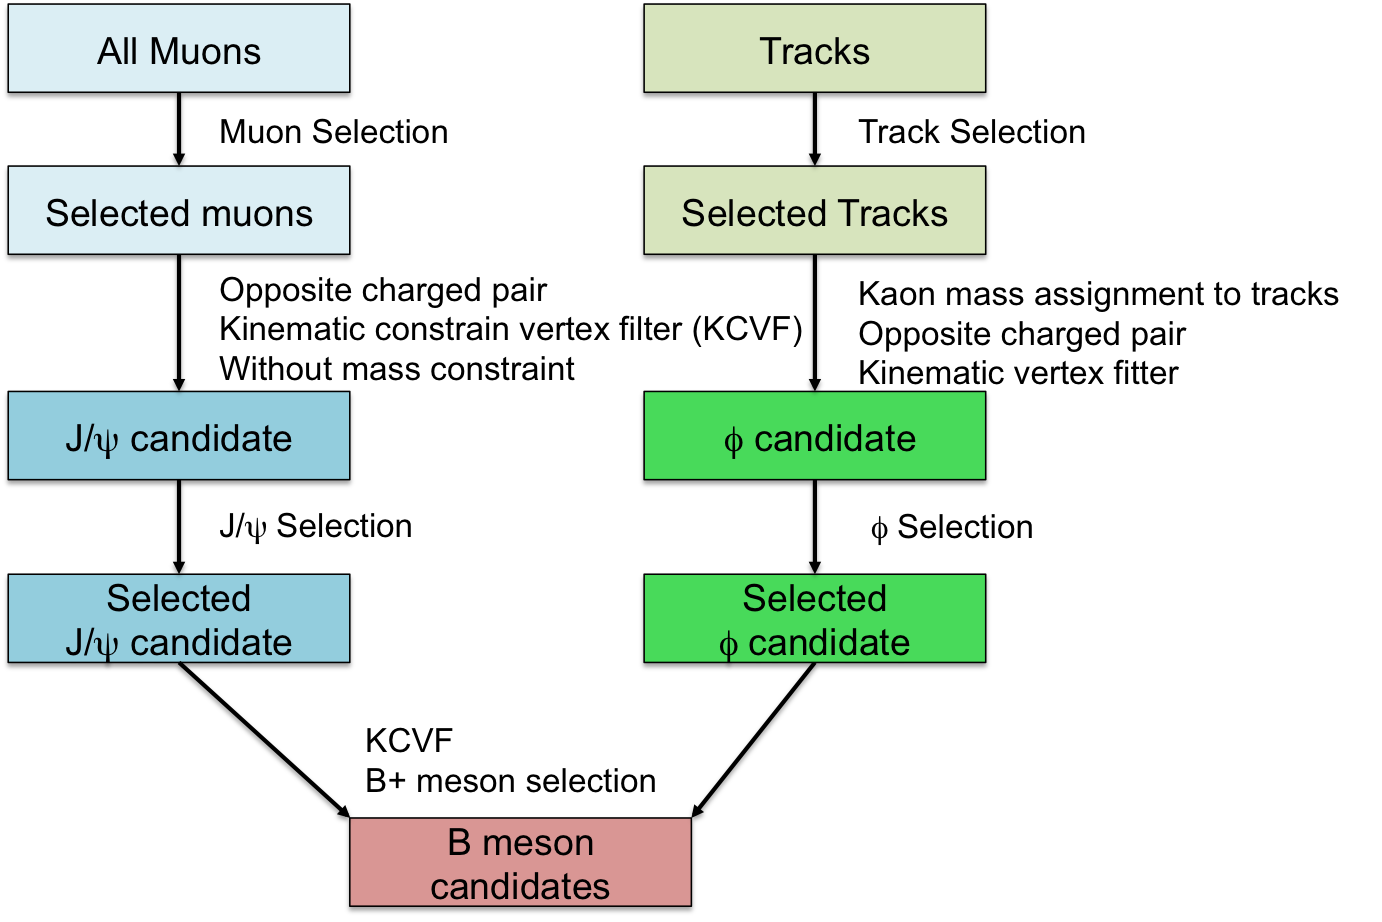 All Muons
Muon Selection
Selected muons
Opposite charged pair
Kinematic constrain vertex filter (KCVF)
Without mass constraint
J/ψ candidate
J/ψ Selection
Selected
J/ψ candidate
Tracks
Track Selection
Selected Tracks
Kaon mass assignment to tracks
Opposite charged pair
Kinematic vertex fitter
ϕ candidate
ϕ Selection
Selected
ϕ candidate
KCVF
B+ meson selection
B meson
candidates